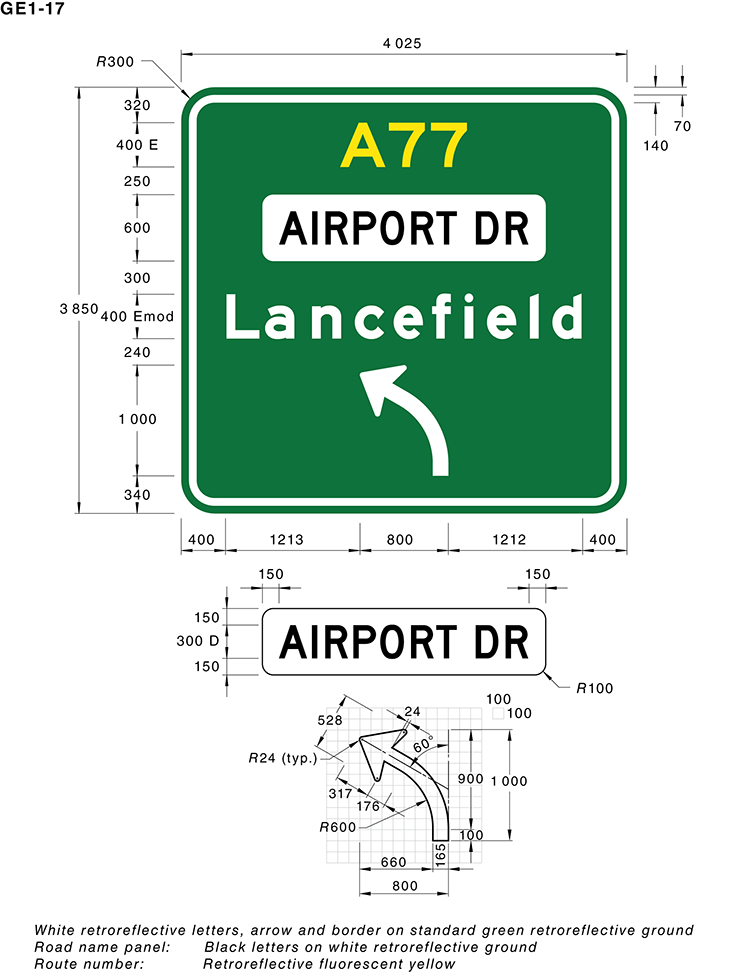 GE1-17
4 025
R300
320
70
140
400 E
A77
250
600
AIRPORT DR
300
3 850
400 Emod
Lancefield
240
1 000
340
400 1213 800 1212 400
150 150
150
300 D
AIRPORT DR
150
R100
100
100
24
528
60°
R24 (typ.)
900
1 000
317
176
R600
100
165
660
800
White retroreflective letters, arrow and border on standard green retroreflective ground
Road name panel: Black letters on white retroreflective ground
Route number: Retroreflective fluorescent yellow